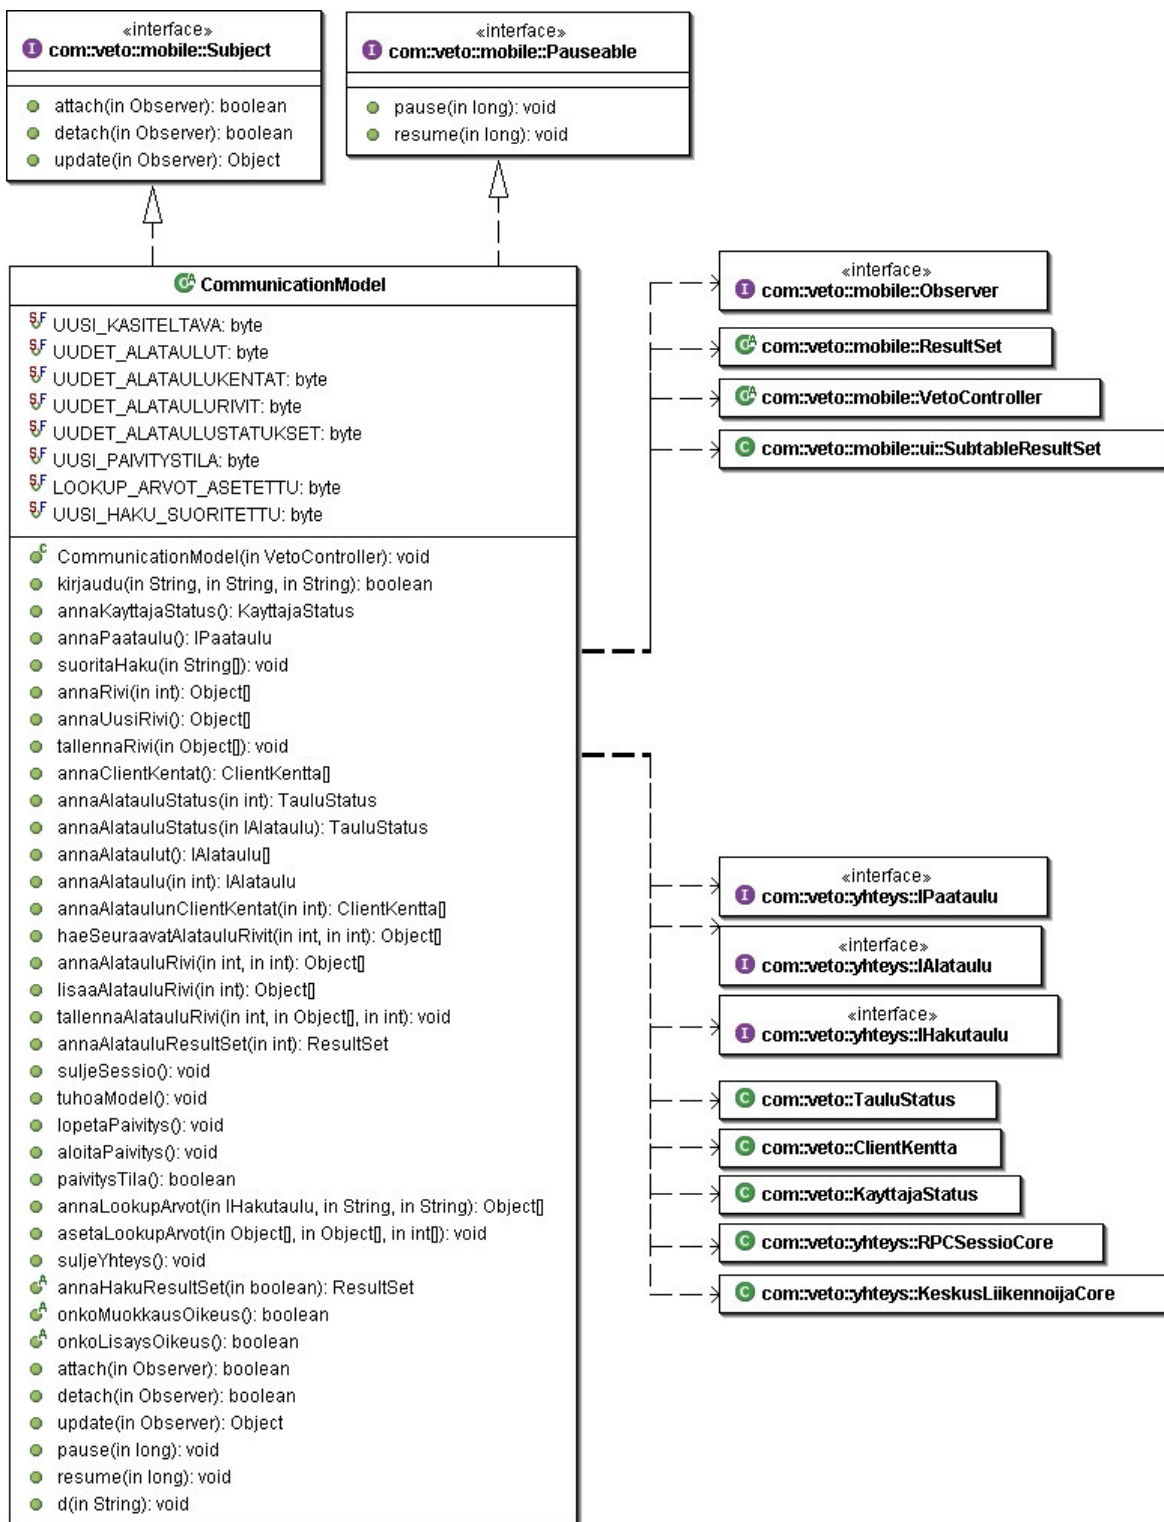 «interface»
com::veto::mobile::Subject
attach(in Observer): boolean
detach(in Observer): boolean
update(in Observer): Object
«interface»
com::veto::mobile::Pauseable
pause(in long): void
resume(in long): void
CommunicationModel
UUSI_KASITELTAVA: byte
UUDET_ALATAULUT: byte
UUDET_ALATAULUKENTAT: byte
UUDET_ALATAULURIVIT: byte
UUDET_ALATAULUSTATUKSET: byte
UUSI_PAIVITYSTILA: byte
LOOKUP_ARVOT_ASETETTU: byte
UUSI_HAKU_SUORITETTU: byte
CommunicationModel(in VetoController): void
kirjaudu(in String, in String, in String): boolean
annaKayttajaStatus(): KayttajaStatus
annaPaataulu(): IPaataulu
suoritaHaku(in String[]): void
annaRivi(in int): Object[]
annaUusiRivi(): Object[]
tallennaRivi(in Object[]): void
annaClientKentat(): ClientKentta[]
annaAlatauluStatus(in int): TauluStatus
annaAlatauluStatus(in IAlataulu): TauluStatus
annaAlataulut(): IAlataulu[]
annaAlataulu(in int): IAlataulu
annaAlataulunClientKentat(in int): ClientKentta[]
haeSeuraavatAlatauluRivit(in int, in int): Object[]
annaAlatauluRivi(in int, in int): Object[]
lisaaAlatauluRivi(in int): Object[]
tallennaAlatauluRivi(in int, in Object[], in int): void
annaAlatauluResultSet(in int): ResultSet
suljeSessio(): void
tuhoaModel(): void
lopetaPaivitys(): void
aloitaPaivitys(): void
paivitysTila(): boolean
annaLookupArvot(in IHakutaulu, in String, in String): Object[]
asetaLookupArvot(in Object[], in Object[], in int[]): void
suljeYhteys(): void
annaHakuResultSet(in boolean): ResultSet
onkoMuokkausOikeus(): boolean
onkoLisaysOikeus(): boolean
attach(in Observer): boolean
detach(in Observer): boolean
update(in Observer): Object
pause(in long): void
resume(in long): void
d(in String): void
«interface»
com::veto::mobile::Observer
com::veto::mobile::ResultSet
com::veto::mobile::VetoController
com::veto::mobile::ui::SubtableResultSet
«interface»
com::veto::yhteys::IPaataulu
«interface»
com::veto::yhteys::IAlataulu
«interface»
com::veto::yhteys::IHakutaulu
com::veto::TauluStatus
com::veto::ClientKentta
com::veto::KayttajaStatus
com::veto::yhteys::RPCSessioCore
com::veto::yhteys::KeskusLiikennoijaCore